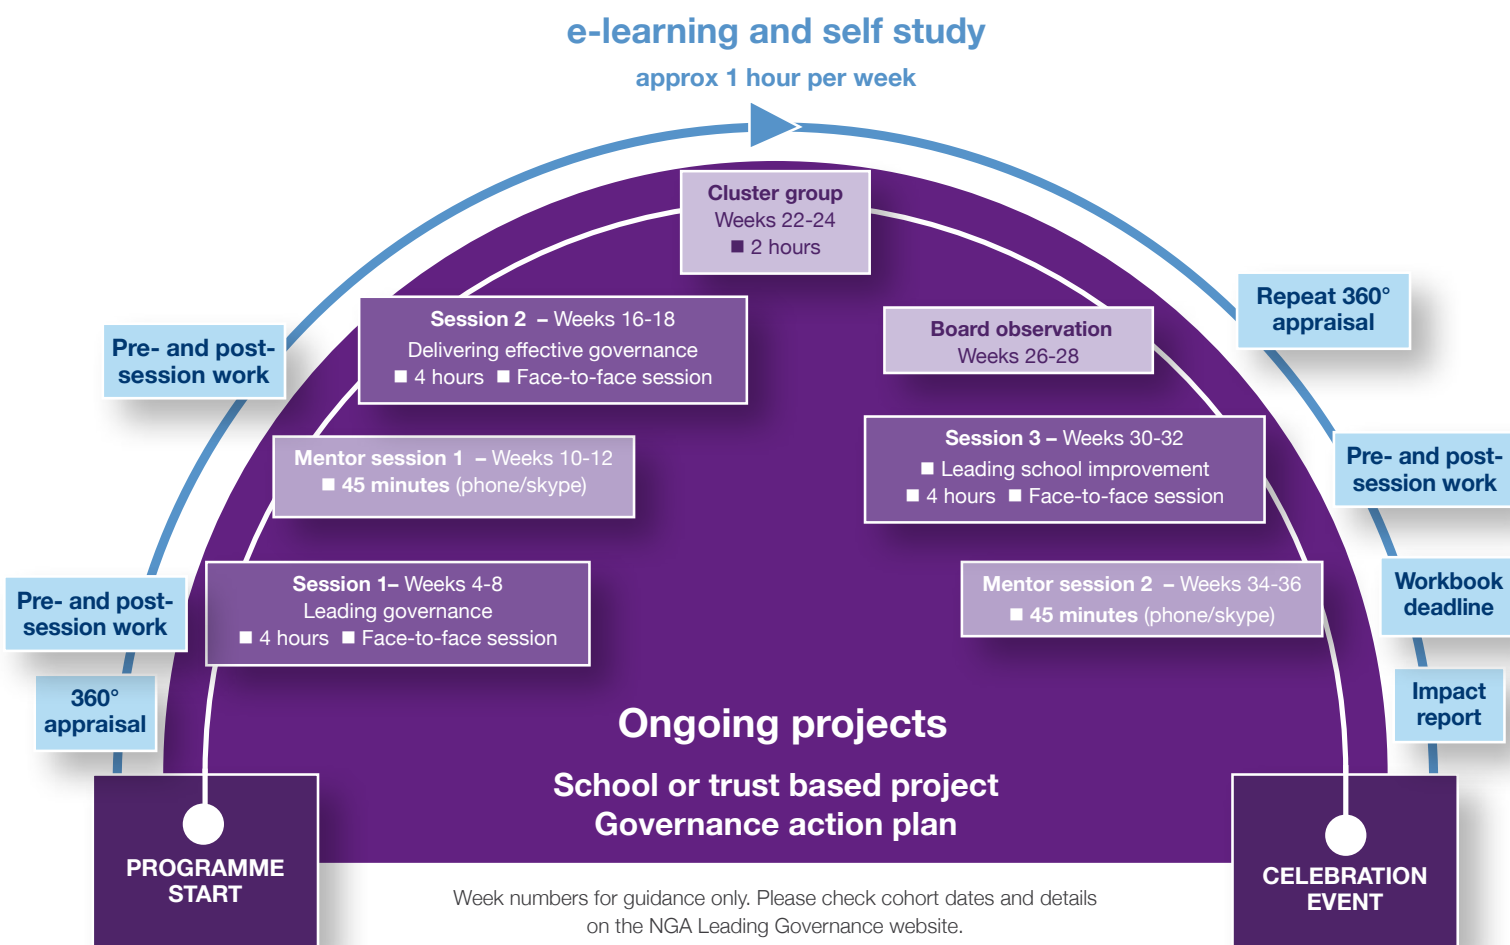 e-learning and self study
approx 1 hour per week
Cluster group
Weeks 22-24
■ 2 hours
Session 2 – Weeks 16-18
Delivering effective governance
■ 4 hours ■ Face-to-face session
Pre- and post-
session work
Mentor session 1 – Weeks 10-12
■ 45 minutes (phone/skype)
Session 1– Weeks 4-8
Leading governance
■ 4 hours ■ Face-to-face session
Pre- and post-
session work
360°
appraisal
PROGRAMME
START
Board observation
Weeks 26-28
Repeat 360°
appraisal
Session 3 – Weeks 30-32
■ Leading school improvement
■ 4 hours ■ Face-to-face session
Pre- and post-
session work
Mentor session 2 – Weeks 34-36
■ 45 minutes (phone/skype)
Workbook
deadline
Impact
report
Ongoing projects
School or trust based project
Governance action plan
CELEBRATION
EVENT
Week numbers for guidance only. Please check cohort dates and details
on the NGA Leading Governance website.